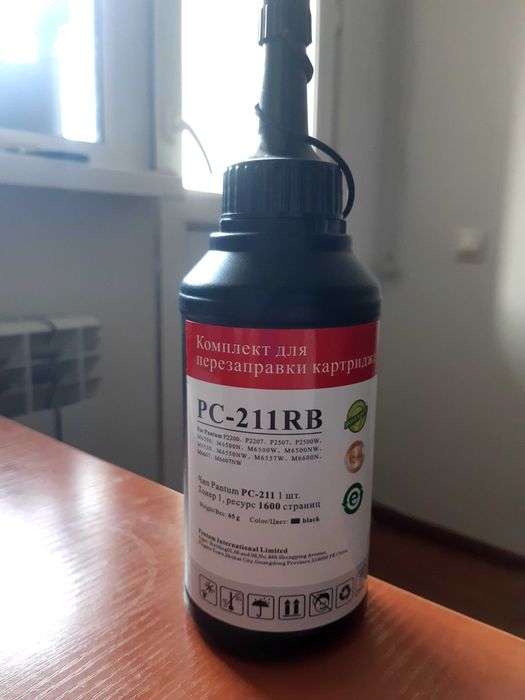 Комплект для
перезаправки картриджа
PC-211RB
For Pantum P2200, P2207, P2507, P2500W,
M6500, M6500N, M6500W, M6500NW,
M6550, M6550NW, M6557W, M6600N,
M6607, M6607NW
Чип Pantum PC-211 1 шт.
Тонер 1, ресурс 1600 страниц
Weight/Вес: 65 g Color/Цвет: black
Pantum International Limited